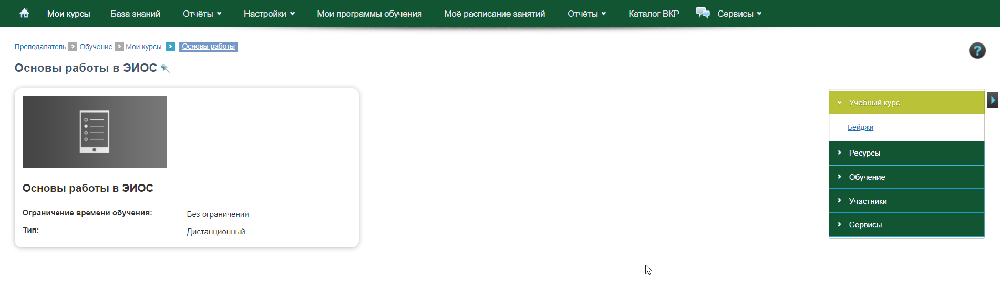 Мои курсы База знаний Отчёты Настройки Мои программы обучения Моё расписание занятий Отчёты Каталог ВКР Сервисы
Преподаватель Обучение Мои курсы Основы работы
?
Основы работы в ЭИОС
Основы работы в ЭИОС
Ограничение времени обучения: Без ограничений
Тип: Дистанционный
Учебный курс
Бейджи
Ресурсы
Обучение
Участники
Сервисы